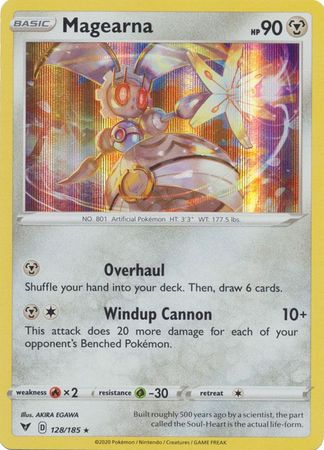 BASIC Magearna HP 90
NO. 801 Artificial Pokémon HT: 3'3" WT: 177.5 lbs.
Overhaul
Shuffle your hand into your deck. Then, draw 6 cards.
Windup Cannon 10+
This attack does 20 more damage for each of your
opponent's Benched Pokémon.
weakness ×2 resistance -30 retreat
Illus. AKIRA EGAWA
D 128/185 ★
Built roughly 500 years ago by a scientist, the part
called the Soul-Heart is the actual life-form.
©2020 Pokémon / Nintendo / Creatures / GAME FREAK